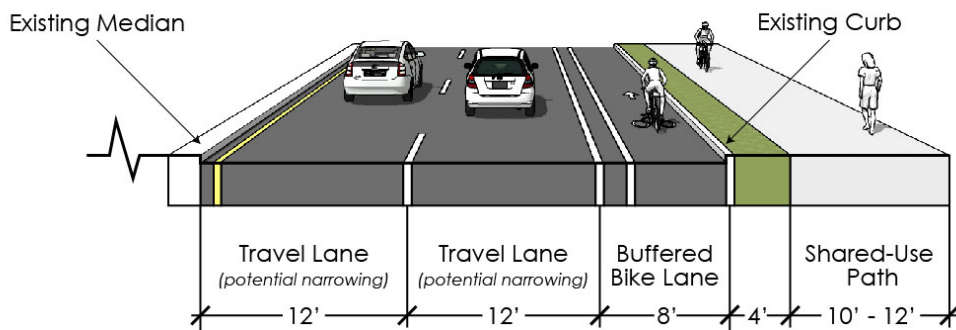 Existing Median
Existing Curb
Travel Lane
(potential narrowing)
Travel Lane
(potential narrowing)
Buffered
Bike Lane
Shared-Use
Path
12’
12’
8’
4’
10’ - 12’